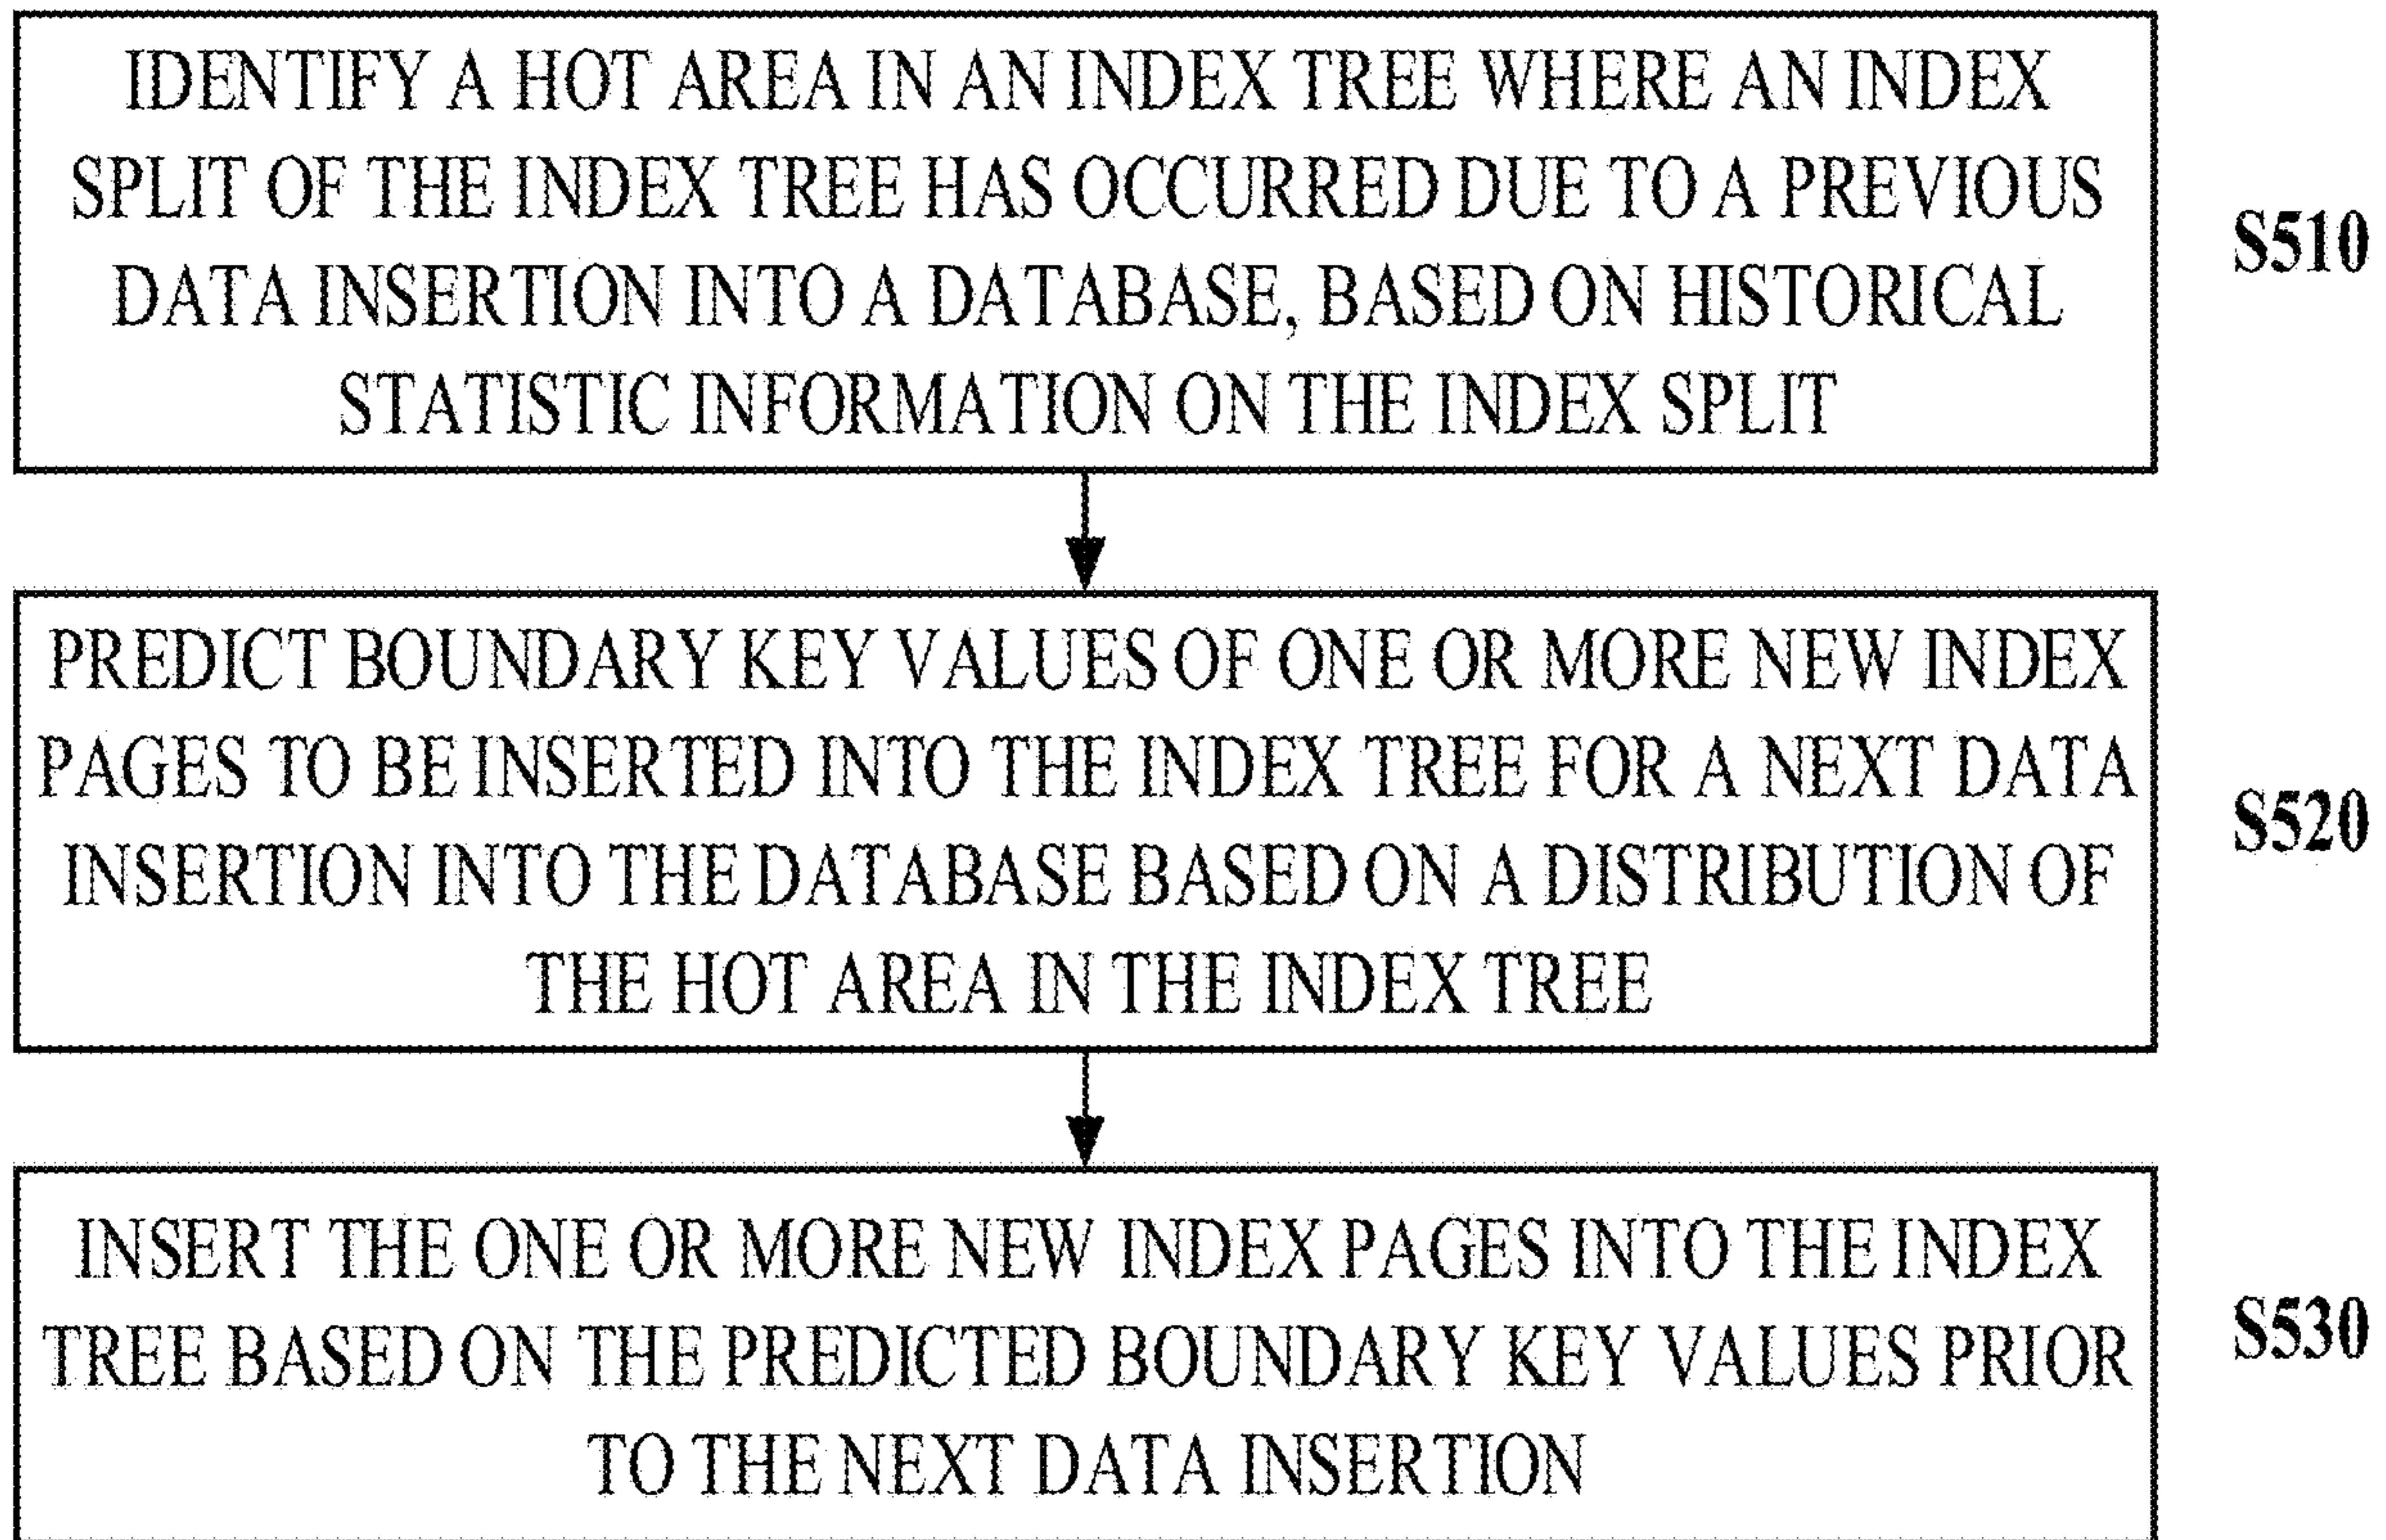 IDENTIFY A HOT AREA IN AN INDEX TREE WHERE AN INDEX
SPLIT OF THE INDEX TREE HAS OCCURRED DUE TO A PREVIOUS
DATA INSERTION INTO A DATABASE, BASED ON HISTORICAL
STATISTIC INFORMATION ON THE INDEX SPLIT
S510
PREDICT BOUNDARY KEY VALUES OF ONE OR MORE NEW INDEX
PAGES TO BE INSERTED INTO THE INDEX TREE FOR A NEXT DATA
INSERTION INTO THE DATABASE BASED ON A DISTRIBUTION OF
THE HOT AREA IN THE INDEX TREE
S520
INSERT THE ONE OR MORE NEW INDEX PAGES INTO THE INDEX
TREE BASED ON THE PREDICTED BOUNDARY KEY VALUES PRIOR
TO THE NEXT DATA INSERTION
S530